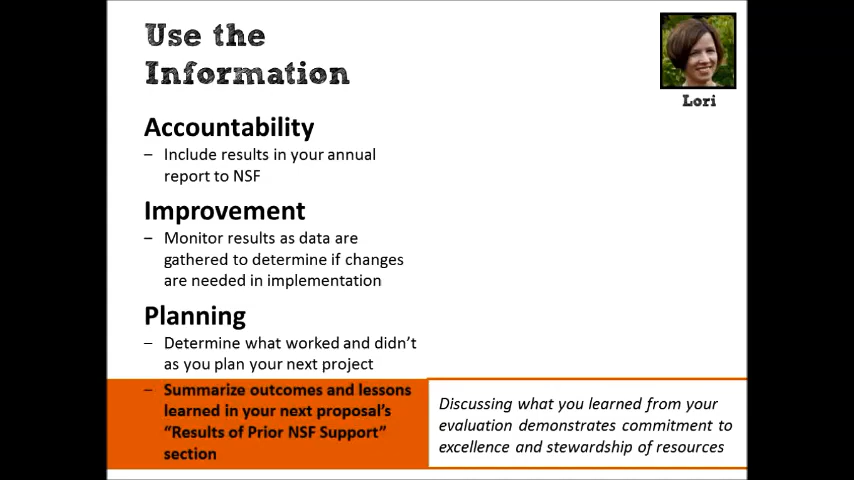 Use the
Information
Lori
Accountability
– Include results in your annual
report to NSF
Improvement
– Monitor results as data are
gathered to determine if changes
are needed in implementation
Planning
– Determine what worked and didn’t
as you plan your next project
– Summarize outcomes and lessons
learned in your next proposal’s
“Results of Prior NSF Support”
section
Discussing what you learned from your
evaluation demonstrates commitment to
excellence and stewardship of resources